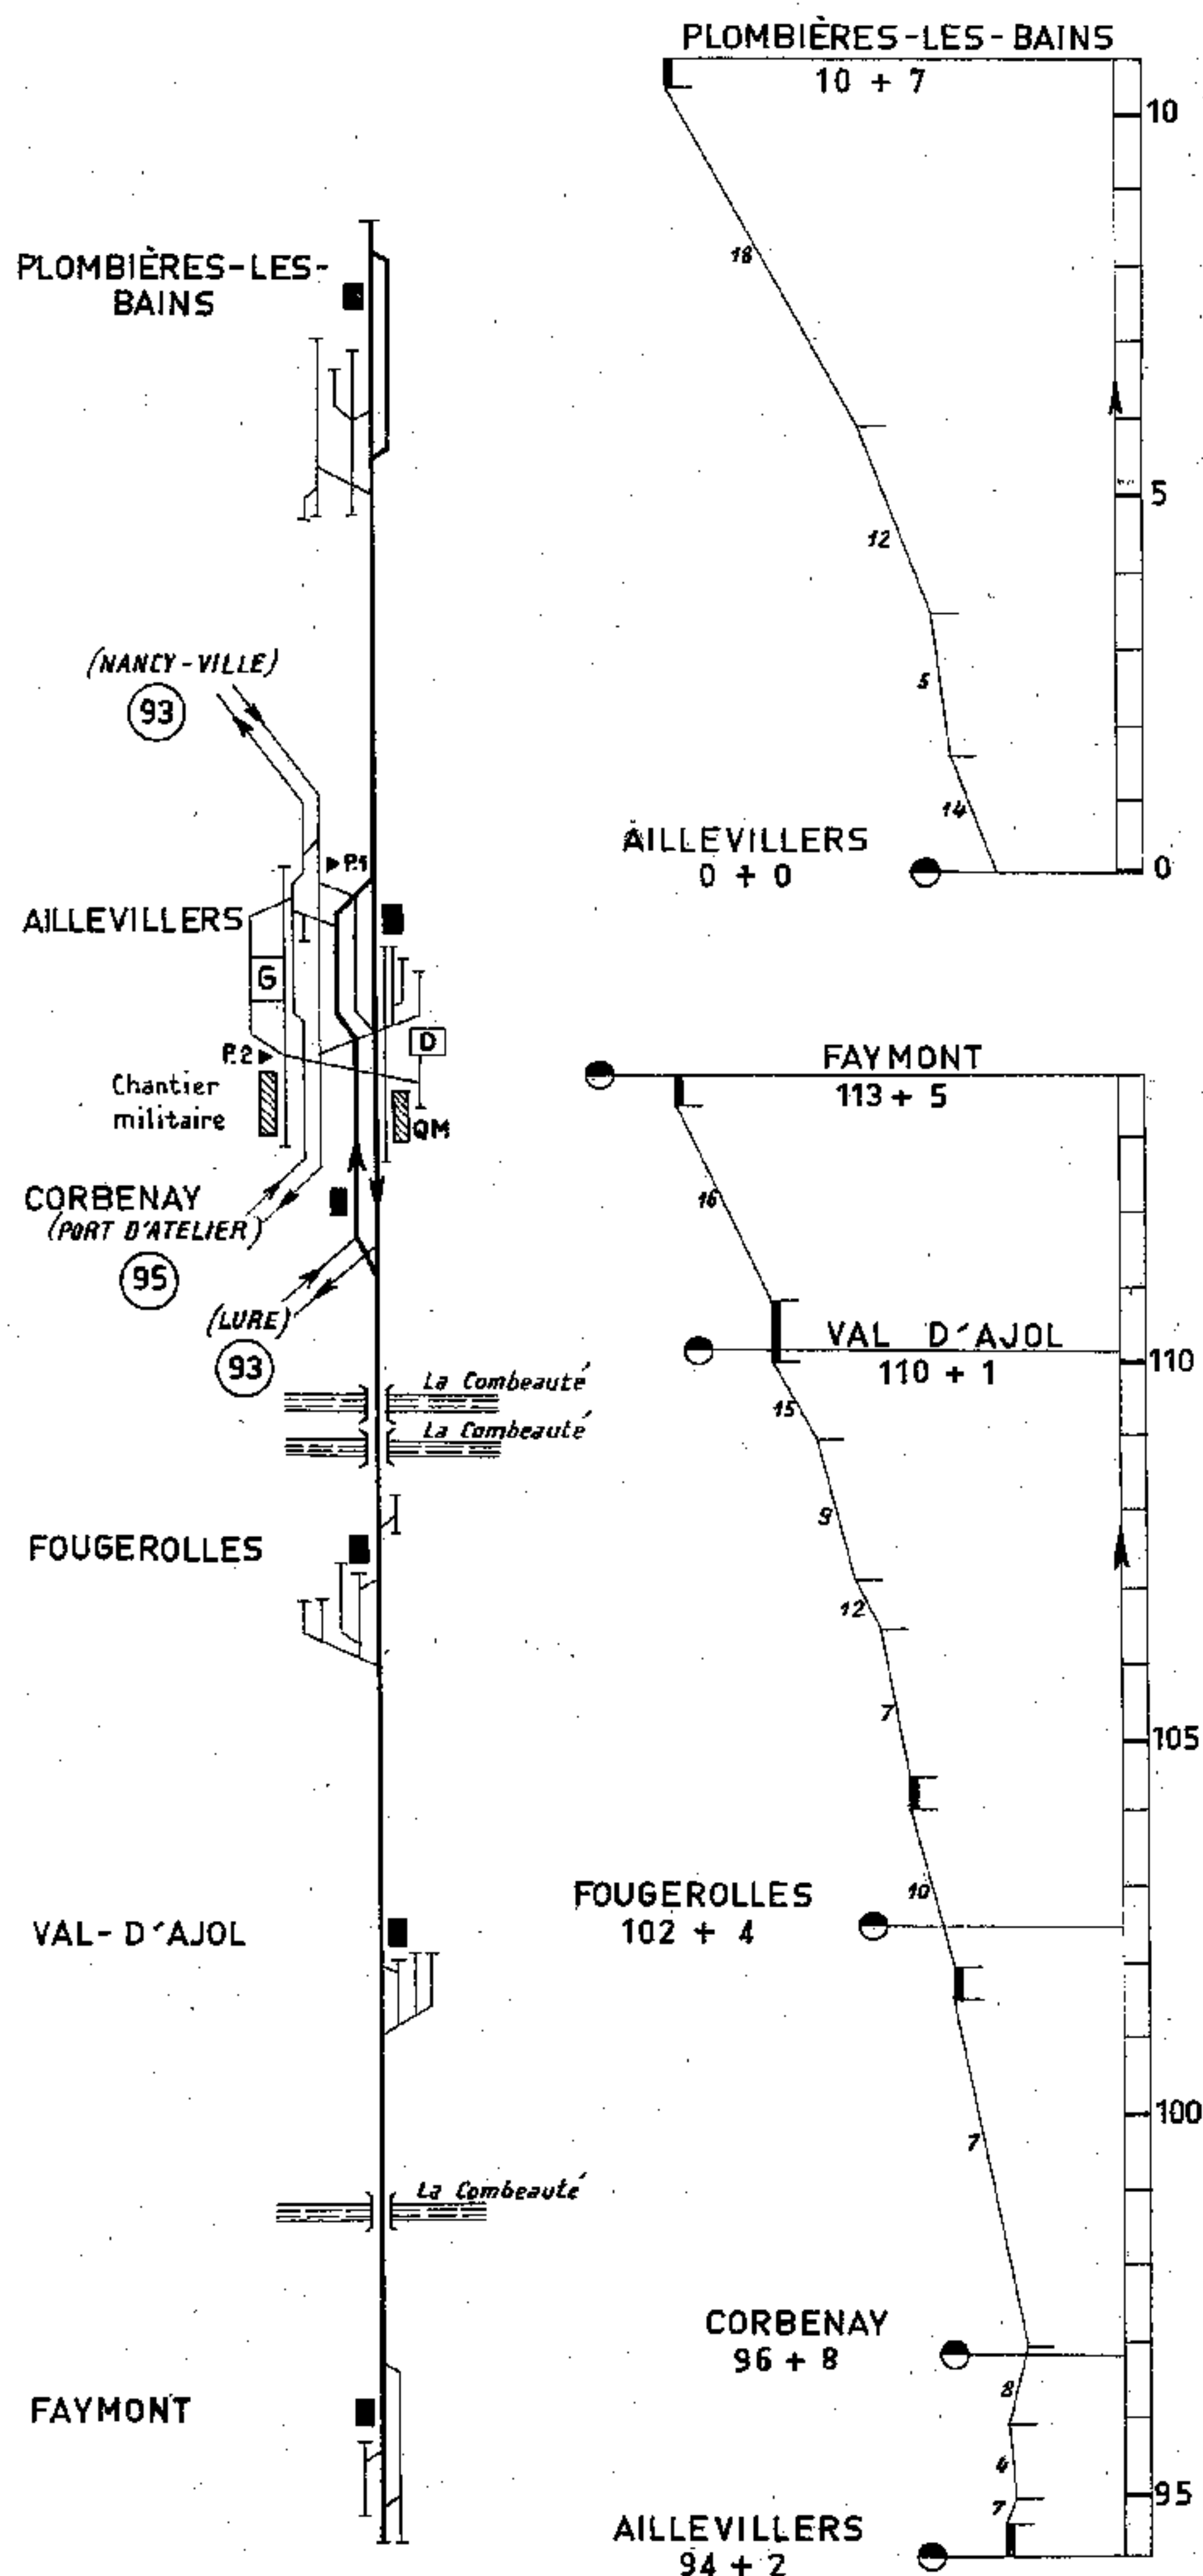 PLOMBIÈRES-LES-
BAINS
(NANCY-VILLE)
93
P.1
AILLEVILLERS
G
D
P.2
Chantier
militaire
QM
CORBENAY
(PORT D'ATELIER)
95
(LURE)
93
La Combeauté
La Combeauté
FOUGEROLLES
VAL-D'AJOL
La Combeauté
FAYMONT
PLOMBIÈRES-LES-BAINS
10 + 7
10
18
5
12
5
14
AILLEVILLERS
0 + 0
0
FAYMONT
113 + 5
16
VAL D'AJOL
110 + 1
110
15
9
12
7
105
10
FOUGEROLLES
102 + 4
100
7
CORBENAY
96 + 8
8
4
95
7
AILLEVILLERS
94 + 2